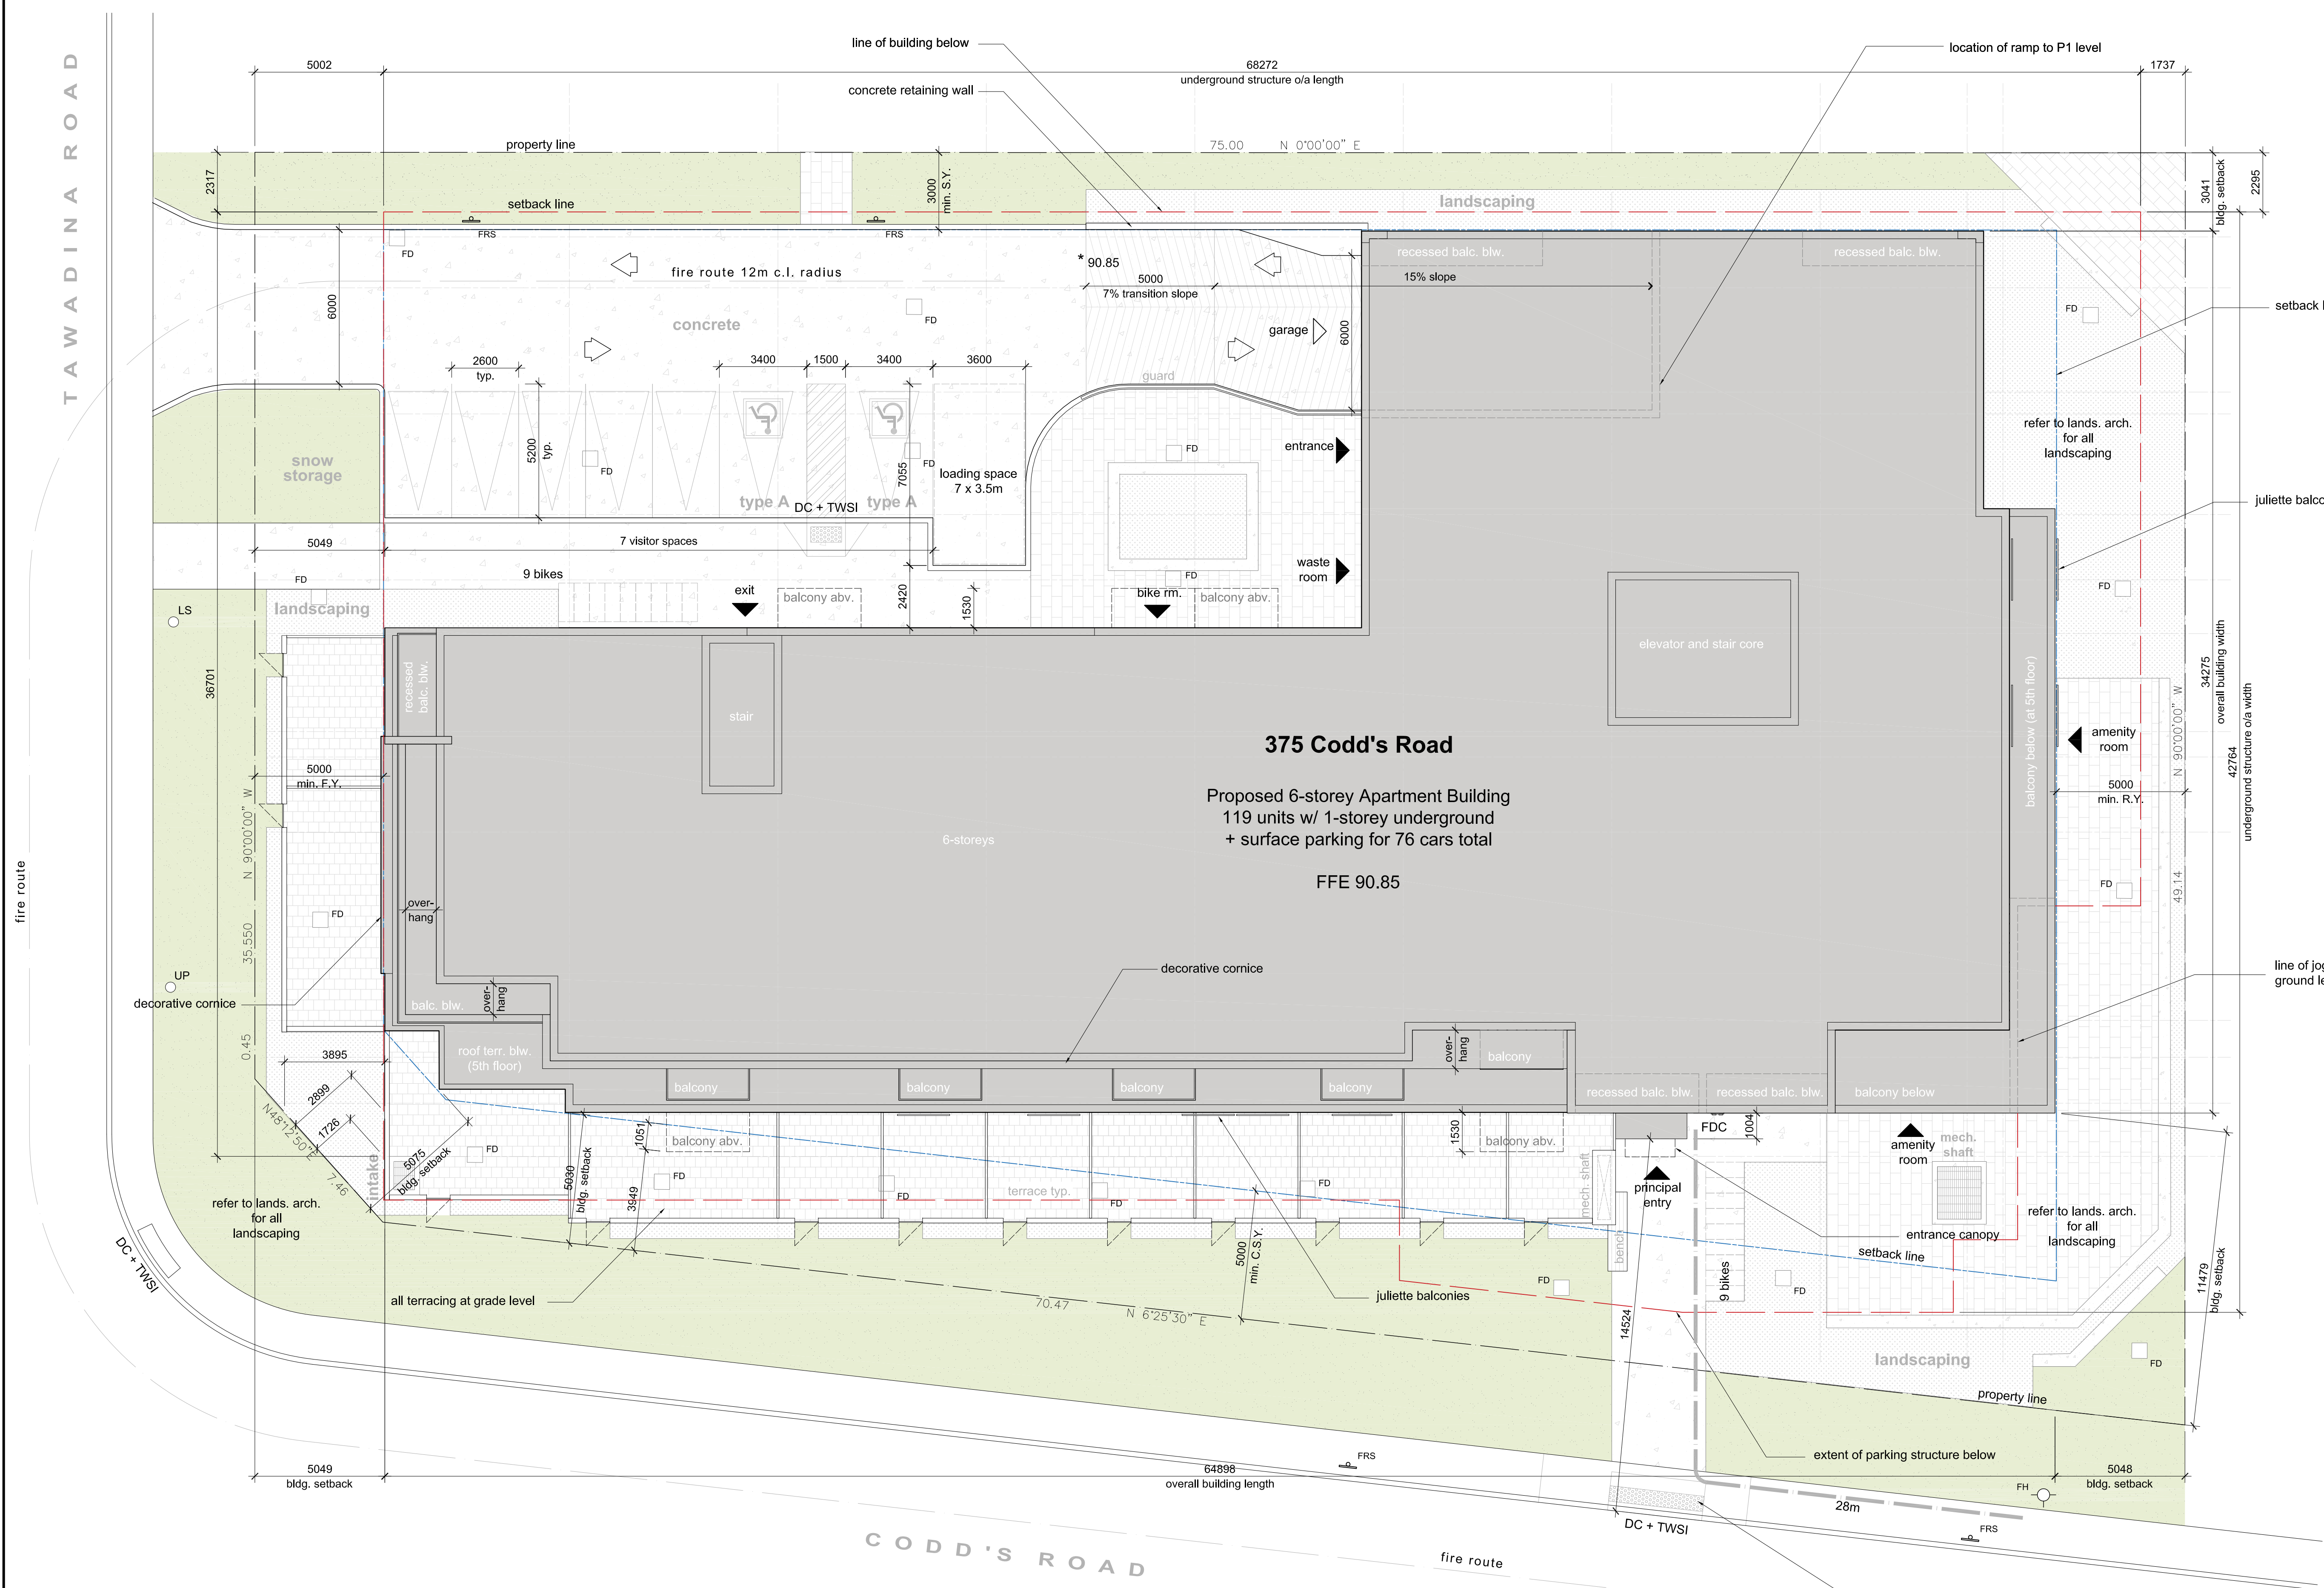 TAWADINA ROAD
line of building below
location of ramp to P1 level
5002
68272
underground structure o/a length
1737
concrete retaining wall
property line
75.00 N 0°00'00" E
2317
3000
min. S.Y.
3041
bldg. setback
2295
setback line
landscaping
FRS
FRS
FD
fire route 12m c.l. radius
* 90.85
5000
7% transition slope
15% slope
recessed balc. blw.
recessed balc. blw.
6000
FD
concrete
garage
6000
FD
setback l
2600
typ.
3400
1500
3400
3600
guard
snow
storage
5200
typ.
FD
7055
FD
loading space
7 x 3.5m
FD
entrance
refer to lands. arch.
for all
landscaping
type A
DC + TWSI
type A
juliette balco
5049
7 visitor spaces
9 bikes
FD
LS
landscaping
exit
balcony abv.
2420
1530
FD
bike rm.
balcony abv.
waste
room
FD
36701
recessed
balc. blw.
stair
elevator and stair core
balcony below (at 5th floor)
34275
overall building width
42764
underground structure o/a width
N 90°00'00" W
49.14
375 Codd's Road
amenity
room
5000
min. F.Y.
Proposed 6-storey Apartment Building
119 units w/ 1-storey underground
+ surface parking for 76 cars total
5000
min. R.Y.
6-storeys
FFE 90.85
fire route
N 90°00'00" W
35.550
FD
over-
hang
FD
UP
decorative cornice
decorative cornice
balc. blw.
over-
hang
line of jog
ground le
0.45
3895
roof terr. blw.
(5th floor)
over-
hang
balcony
balcony
balcony
balcony
balcony
recessed balc. blw.
recessed balc. blw.
balcony below
2899
1726
N48°12'50"E
7.46
5075
bldg. setback
FD
intake
5030
bldg. setback
1051
3949
balcony abv.
FD
FD
terrace typ.
FD
FD
1530
balcony abv.
mech. shaft
FDC
1004
principal
entry
amenity
room
mech.
shaft
refer to lands. arch.
for all
landscaping
refer to lands. arch.
for all
landscaping
entrance canopy
setback line
bench
5000
min. C.S.Y.
DC + TWSI
all terracing at grade level
70.47 N 6°25'30" E
juliette balconies
FD
14524
9 bikes
FD
11479
bldg. setback
landscaping
FD
property line
extent of parking structure below
5049
bldg. setback
64898
overall building length
FRS
5048
bldg. setback
FH
28m
DC + TWSI
FRS
CODD'S ROAD
fire route